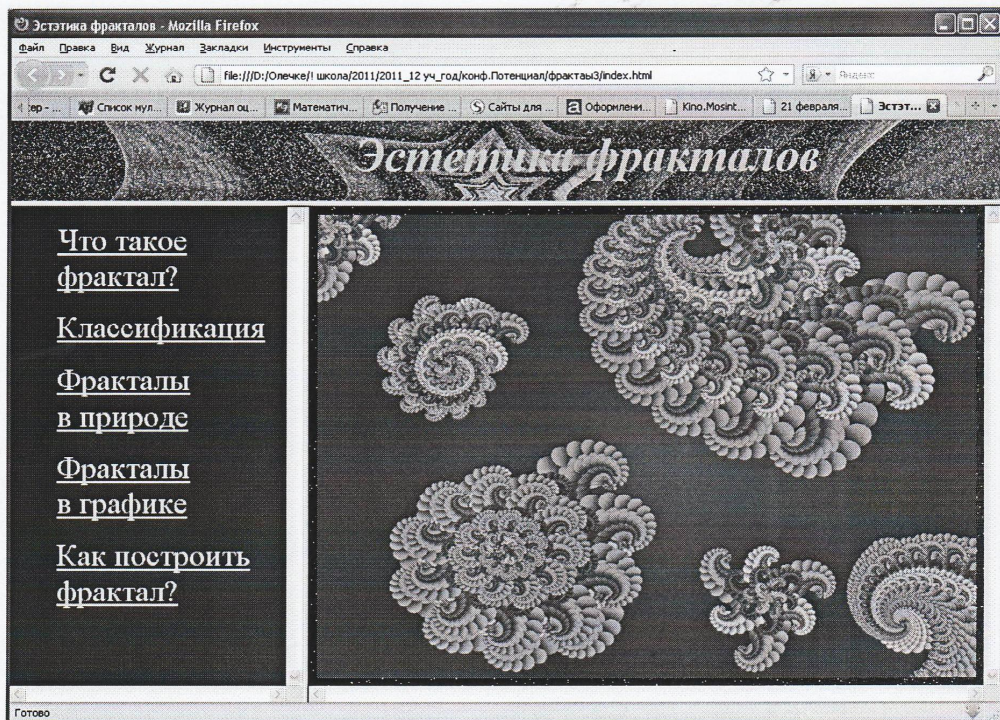 Эстэтика фракталов - Mozilla Firefox
Файл Правка Вид Журнал Закладки Инструменты Справка
file:///D:/Олечке/! школа/2011/2011_12 уч_год/конф.Потенциал/фракталы3/index.html Яндекс
:ер - ... Список мул... Журнал оц... Математич... Получение ... Сайты для ... Оформлени... Kino.Mosint... 21 февраля... Эстэт...
Эстетика фракталов
Что такое
фрактал?
Классификация
Фракталы
в природе
Фракталы
в графике
Как построить
фрактал?
Готово